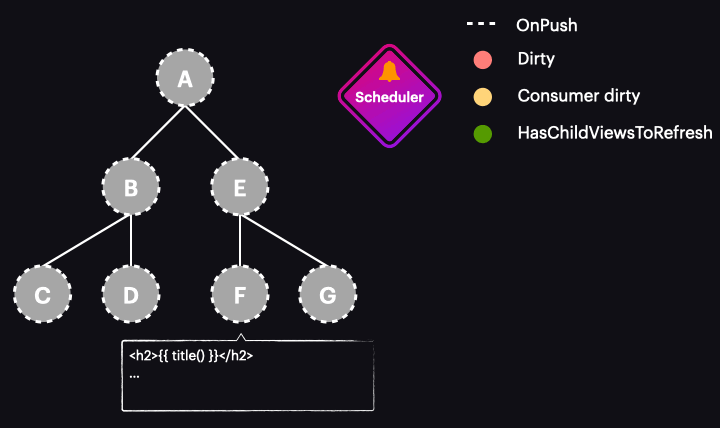 OnPush
Dirty
Scheduler
Consumer dirty
HasChildViewsToRefresh
A
B
E
C
D
F
G
<h2>{{ title() }}</h2>
...